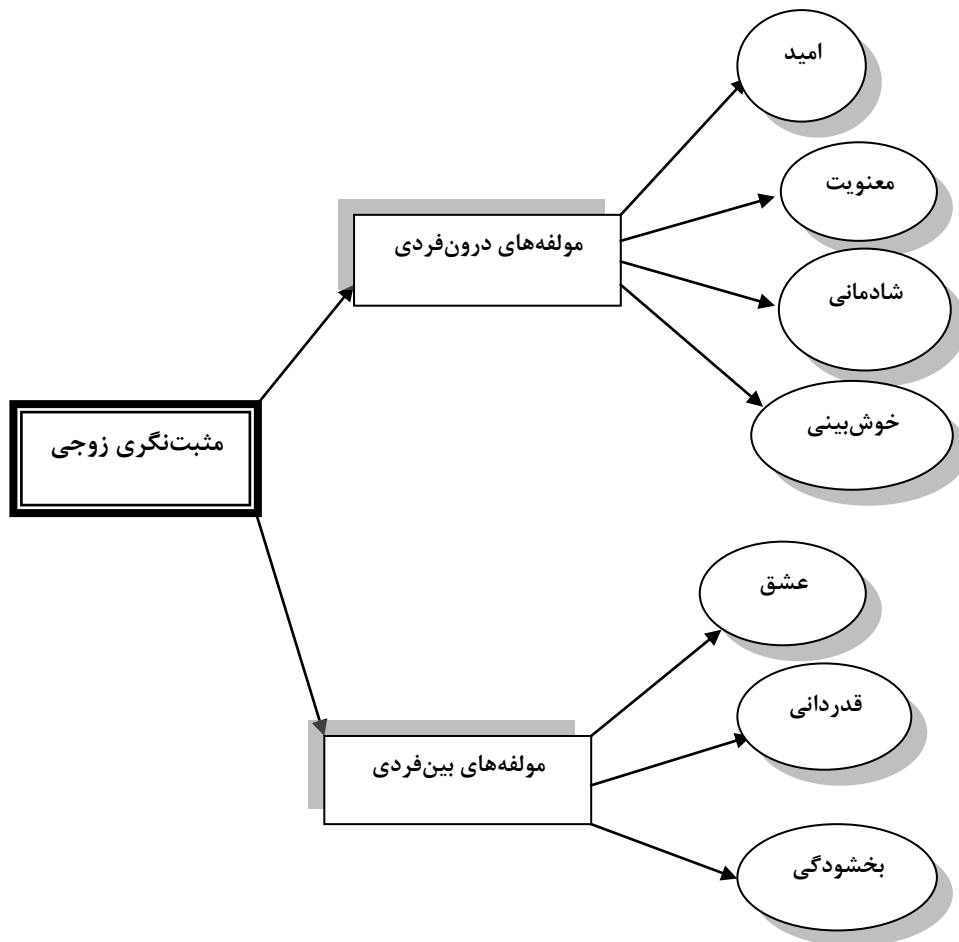 امید
معنویت
مولفه‌های درون‌فردی
شادمانی
خوش‌بینی
مثبت‌نگری زوجی
عشق
قدردانی
مولفه‌های بین‌فردی
بخشودگی